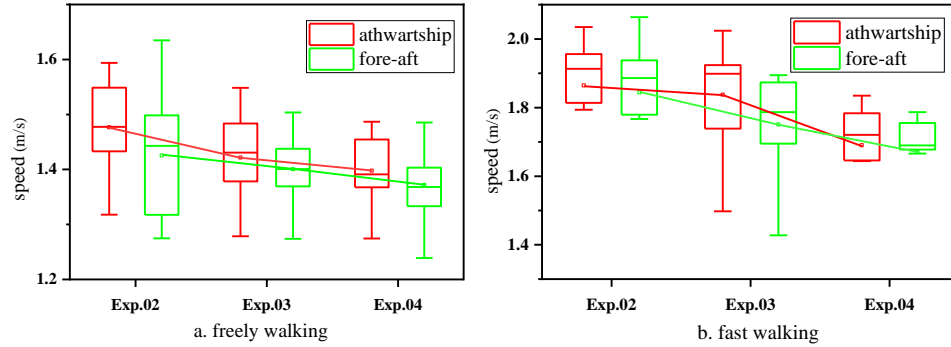 athwartship
fore-aft
speed (m/s)
1.6
1.4
1.2
Exp.02 Exp.03 Exp.04
a. freely walking
athwartship
fore-aft
speed (m/s)
2.0
1.8
1.6
1.4
Exp.02 Exp.03 Exp.04
b. fast walking